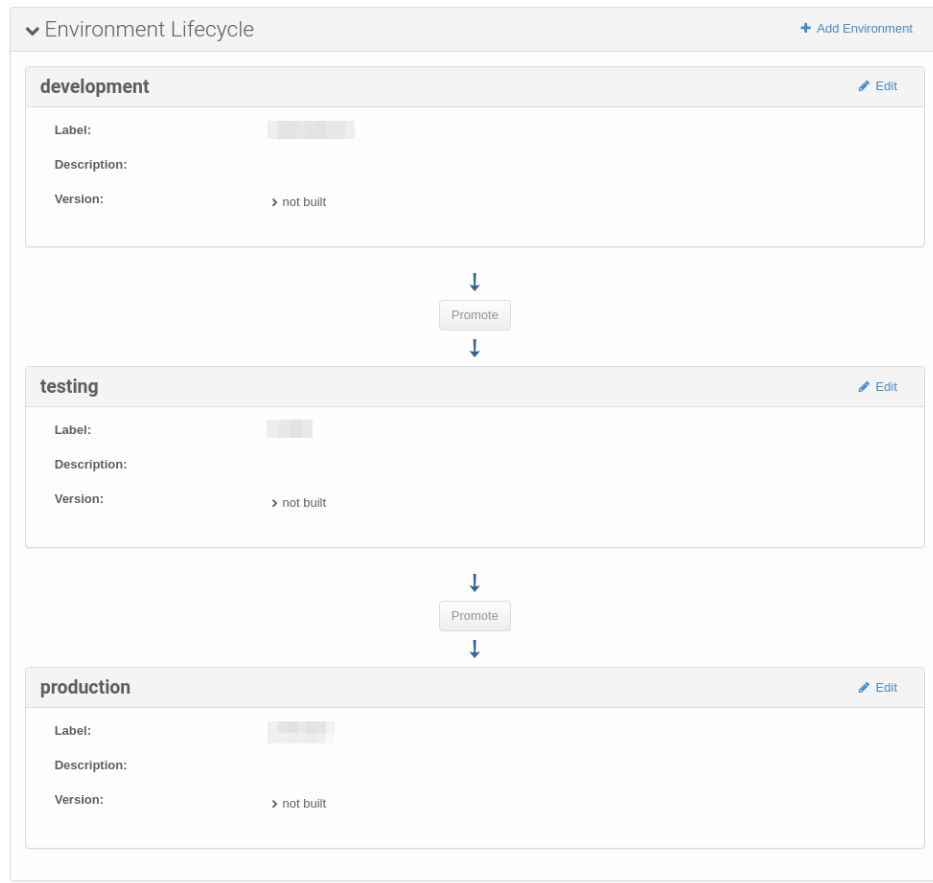 Environment Lifecycle
Add Environment
development
Edit
Label:
Description:
Version: not built
Promote
testing
Edit
Label:
Description:
Version: not built
Promote
production
Edit
Label:
Description:
Version: not built